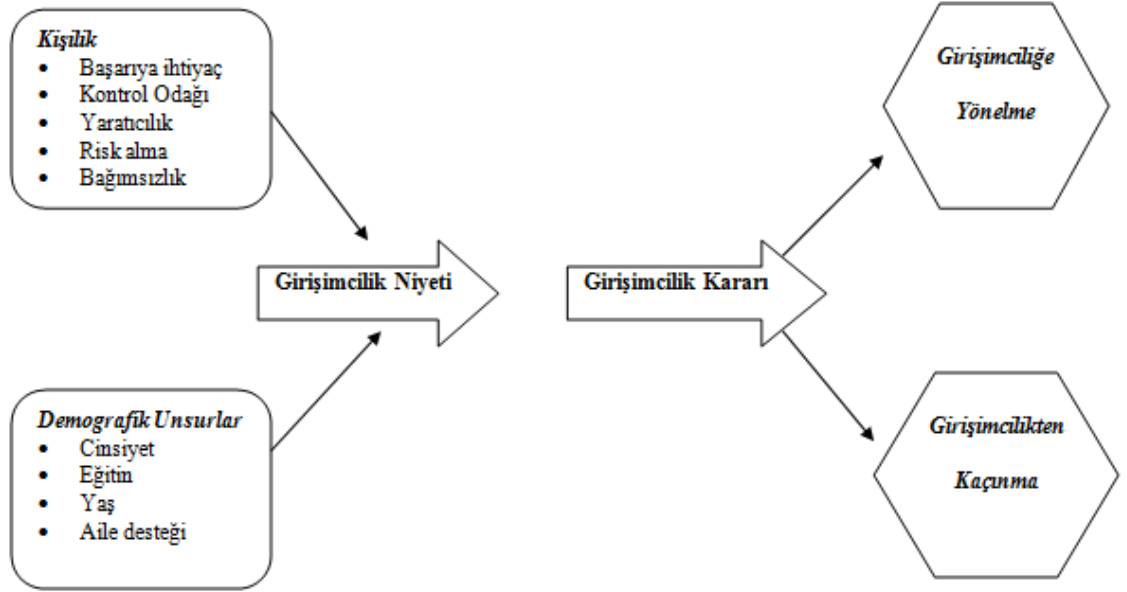 Kişilik
• Başarıya ihtiyaç
• Kontrol Odağı
• Yaratıcılık
• Risk alma
• Bağımsızlık
Girişimciliğe
Yönelme
Girişimcilik Niyeti
Girişimcilik Kararı
Demografik Unsurlar
• Cinsiyet
• Eğitin
• Yaş
• Aile desteği
Girişimcilikten
Kaçınma